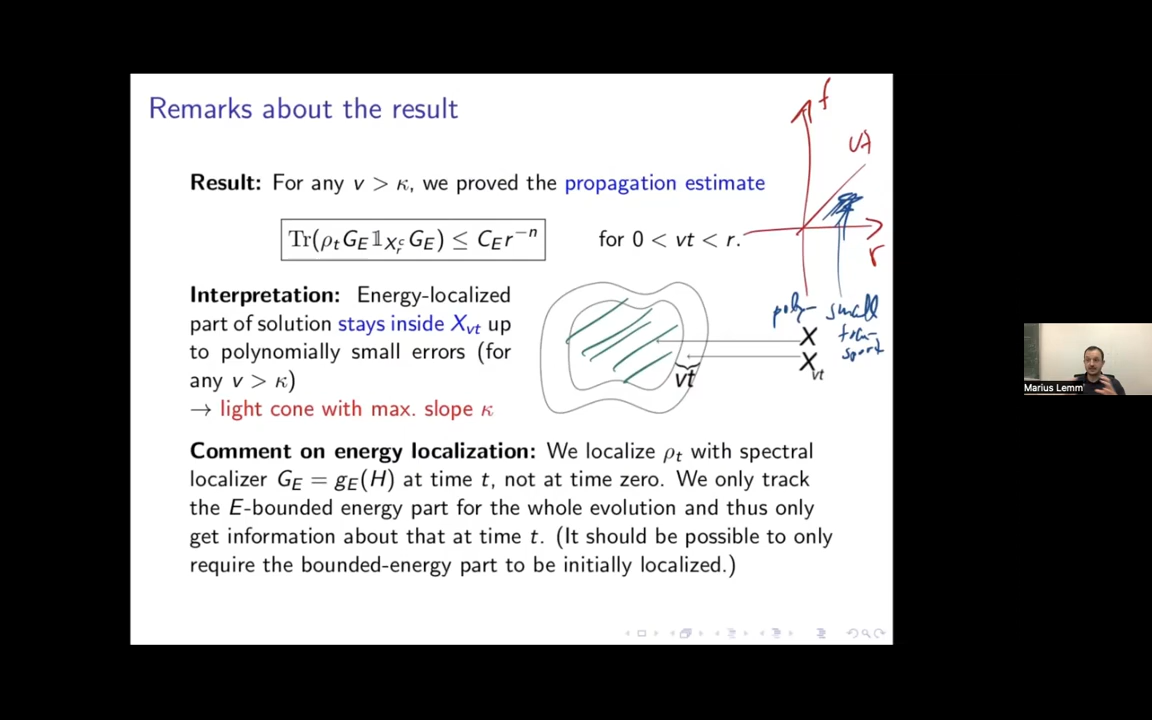 Remarks about the result
Result: For any v > κ, we proved the propagation estimate
Tr(ρ_t G_E 𝟙_{X_r^c} G_E) ≤ C_E r^{-n} for 0 < vt < r.
Interpretation: Energy-localized
part of solution stays inside X_{vt} up
to polynomially small errors (for
any v > κ)
→ light cone with max. slope κ
X
X_{vt}
vt
t
vt
r
poly- small
tran-
sport
Comment on energy localization: We localize ρ_t with spectral
localizer G_E = g_E(H) at time t, not at time zero. We only track
the E-bounded energy part for the whole evolution and thus only
get information about that at time t. (It should be possible to only
require the bounded-energy part to be initially localized.)
Marius Lemm